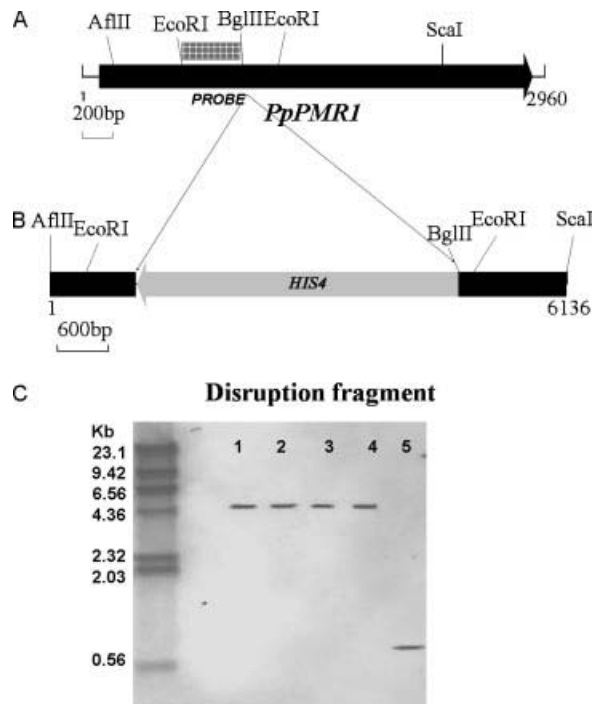 A
AflII EcoRI BglIIEcoRI ScaI
1 PROBE PpPMR1 2960
200bp
B AflII EcoRI BglII EcoRI ScaI
HIS4
1 6136
600bp
C Disruption fragment
Kb 1 2 3 4 5
23.1
9.42
6.56
4.36
2.32
2.03
0.56